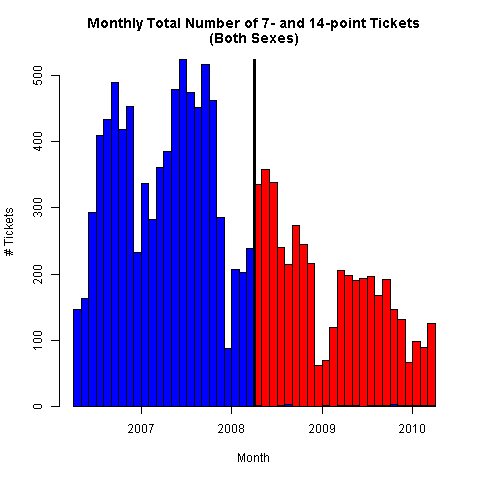 Monthly Total Number of 7- and 14-point Tickets
(Both Sexes)
# Tickets
500
400
300
200
100
0
2007 2008 2009 2010
Month